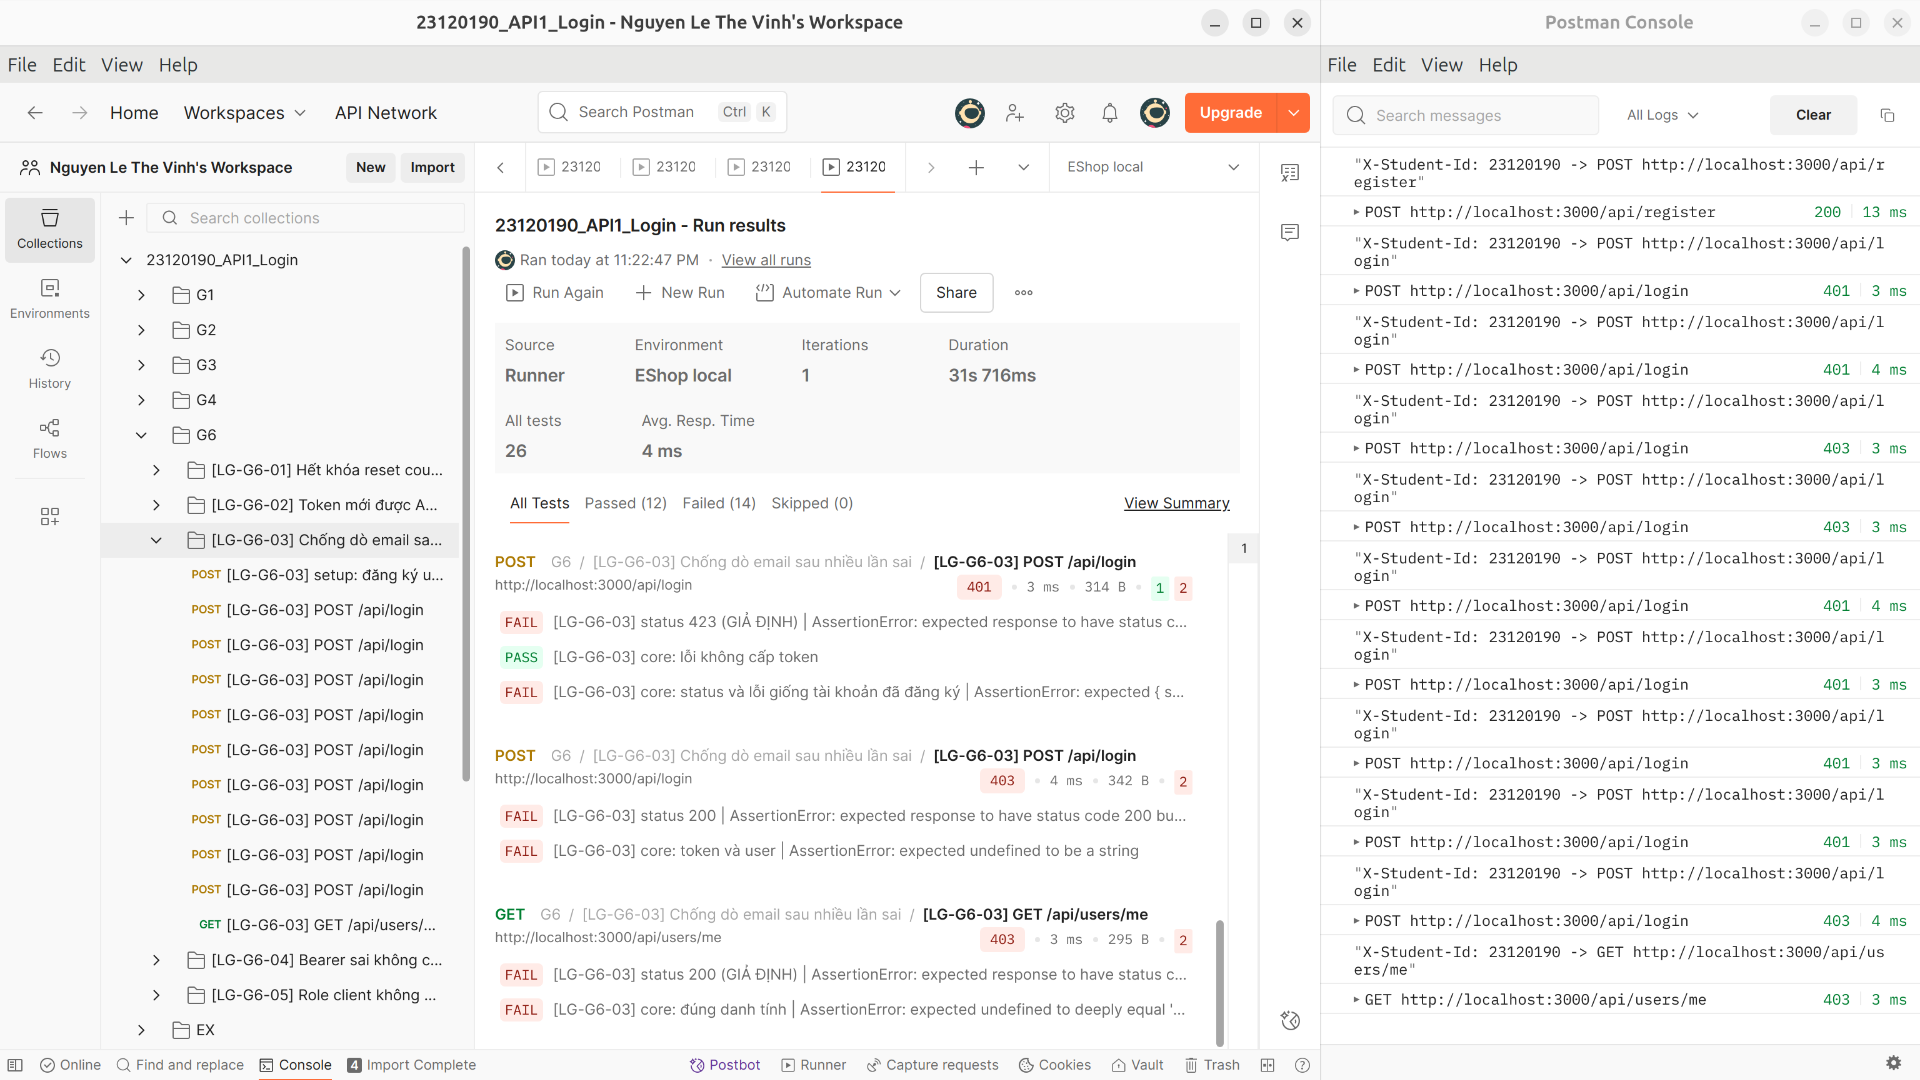 23120190_API1_Login - Nguyen Le The Vinh's Workspace
File Edit View Help
Home Workspaces API Network
Search Postman Ctrl K
Upgrade
Nguyen Le The Vinh's Workspace
New Import
23120 23120 23120 23120
EShop local
Collections
Environments
History
Flows
Search collections
23120190_API1_Login
G1
G2
G3
G4
G6
[LG-G6-01] Hết khóa reset cou...
[LG-G6-02] Token mới được A...
[LG-G6-03] Chống dò email sa...
POST [LG-G6-03] setup: đăng ký u...
POST [LG-G6-03] POST /api/login
POST [LG-G6-03] POST /api/login
POST [LG-G6-03] POST /api/login
POST [LG-G6-03] POST /api/login
POST [LG-G6-03] POST /api/login
POST [LG-G6-03] POST /api/login
POST [LG-G6-03] POST /api/login
POST [LG-G6-03] POST /api/login
POST [LG-G6-03] POST /api/login
GET [LG-G6-03] GET /api/users/...
[LG-G6-04] Bearer sai không c...
[LG-G6-05] Role client không ...
EX
23120190_API1_Login - Run results
Ran today at 11:22:47 PM · View all runs
Run Again New Run Automate Run Share
Source Environment Iterations Duration
Runner EShop local 1 31s 716ms
All tests Avg. Resp. Time
26 4 ms
All Tests Passed (12) Failed (14) Skipped (0) View Summary
1
POST G6 / [LG-G6-03] Chống dò email sau nhiều lần sai / [LG-G6-03] POST /api/login
http://localhost:3000/api/login 401 • 3 ms • 314 B • 1 2
FAIL [LG-G6-03] status 423 (GIẢ ĐỊNH) | AssertionError: expected response to have status c...
PASS [LG-G6-03] core: lỗi không cấp token
FAIL [LG-G6-03] core: status và lỗi giống tài khoản đã đăng ký | AssertionError: expected { s...
POST G6 / [LG-G6-03] Chống dò email sau nhiều lần sai / [LG-G6-03] POST /api/login
http://localhost:3000/api/login 403 • 4 ms • 342 B • 2
FAIL [LG-G6-03] status 200 | AssertionError: expected response to have status code 200 bu...
FAIL [LG-G6-03] core: token và user | AssertionError: expected undefined to be a string
GET G6 / [LG-G6-03] Chống dò email sau nhiều lần sai / [LG-G6-03] GET /api/users/me
http://localhost:3000/api/users/me 403 • 3 ms • 295 B • 2
FAIL [LG-G6-03] status 200 (GIẢ ĐỊNH) | AssertionError: expected response to have status c...
FAIL [LG-G6-03] core: đúng danh tính | AssertionError: expected undefined to deeply equal '...
Online Find and replace Console 4 Import Complete
Postbot Runner Capture requests Cookies Vault Trash
Postman Console
File Edit View Help
Search messages All Logs Clear
"X-Student-Id: 23120190 -> POST http://localhost:3000/api/r
egister"
POST http://localhost:3000/api/register 200 13 ms
"X-Student-Id: 23120190 -> POST http://localhost:3000/api/l
ogin"
POST http://localhost:3000/api/login 401 3 ms
"X-Student-Id: 23120190 -> POST http://localhost:3000/api/l
ogin"
POST http://localhost:3000/api/login 401 4 ms
"X-Student-Id: 23120190 -> POST http://localhost:3000/api/l
ogin"
POST http://localhost:3000/api/login 403 3 ms
"X-Student-Id: 23120190 -> POST http://localhost:3000/api/l
ogin"
POST http://localhost:3000/api/login 403 3 ms
"X-Student-Id: 23120190 -> POST http://localhost:3000/api/l
ogin"
POST http://localhost:3000/api/login 401 4 ms
"X-Student-Id: 23120190 -> POST http://localhost:3000/api/l
ogin"
POST http://localhost:3000/api/login 401 3 ms
"X-Student-Id: 23120190 -> POST http://localhost:3000/api/l
ogin"
POST http://localhost:3000/api/login 401 3 ms
"X-Student-Id: 23120190 -> POST http://localhost:3000/api/l
ogin"
POST http://localhost:3000/api/login 401 3 ms
"X-Student-Id: 23120190 -> POST http://localhost:3000/api/l
ogin"
POST http://localhost:3000/api/login 403 4 ms
"X-Student-Id: 23120190 -> GET http://localhost:3000/api/us
ers/me"
GET http://localhost:3000/api/users/me 403 3 ms